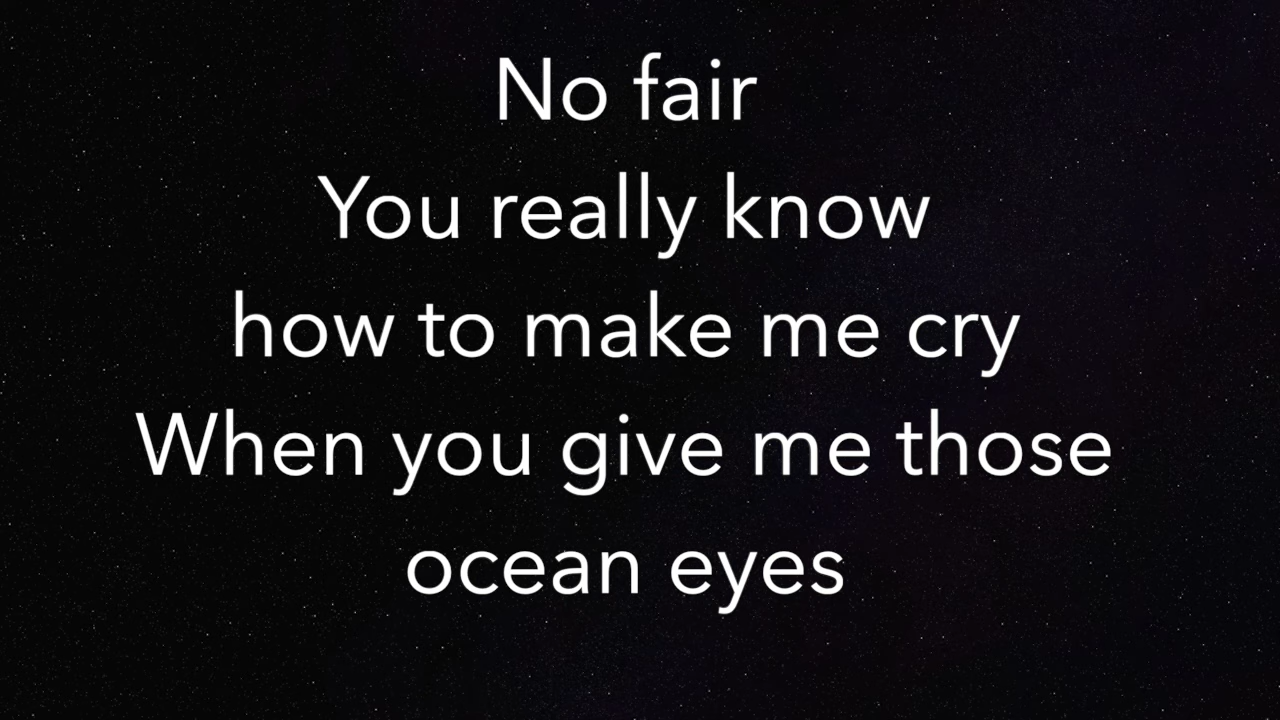 No fair
You really know
how to make me cry
When you give me those
ocean eyes